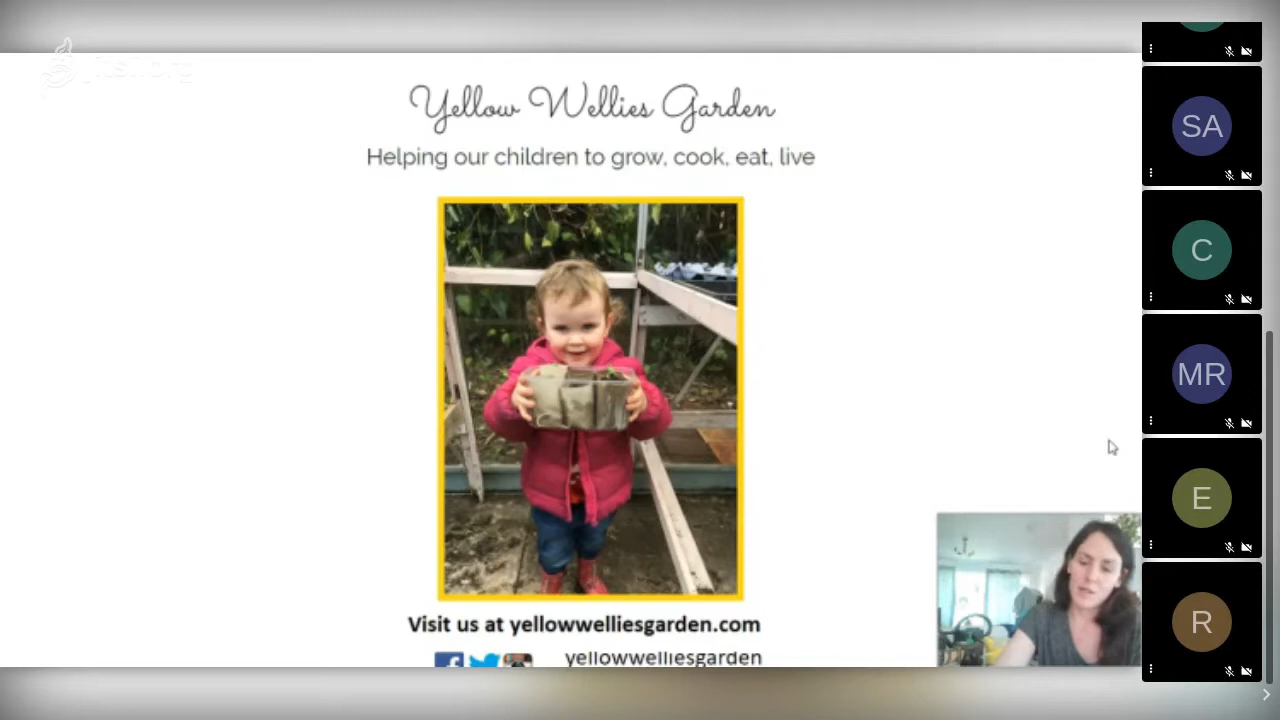 Yellow Wellies Garden
Helping our children to grow, cook, eat, live
Visit us at yellowwelliesgarden.com
yellowwelliesgarden
SA
C
MR
E
R